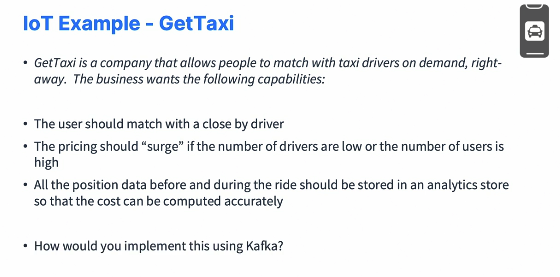 IoT Example - GetTaxi
• GetTaxi is a company that allows people to match with taxi drivers on demand, right-
away. The business wants the following capabilities:
• The user should match with a close by driver
• The pricing should “surge” if the number of drivers are low or the number of users is
high
• All the position data before and during the ride should be stored in an analytics store
so that the cost can be computed accurately
• How would you implement this using Kafka?